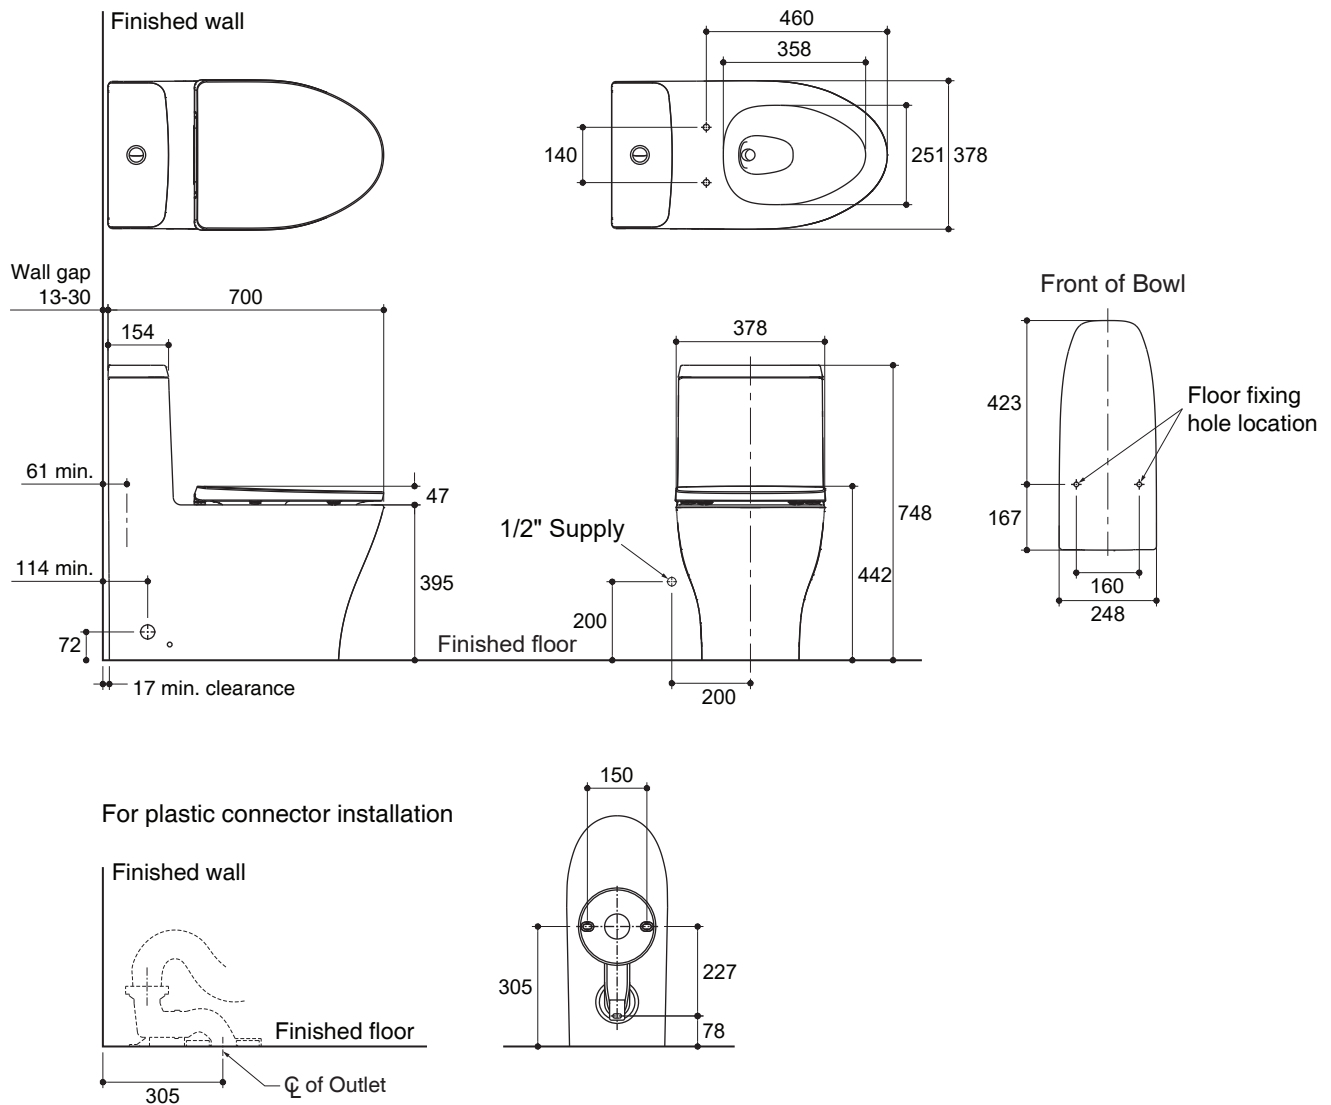 Finished wall
460
358
140
251
378
Wall gap
13-30
700
154
61 min.
47
114 min.
395
72
17 min. clearance
Finished floor
378
748
1/2" Supply
442
200
200
Front of Bowl
423
Floor fixing
hole location
167
160
248
For plastic connector installation
Finished wall
Finished floor
305
℄ of Outlet
150
305
227
78